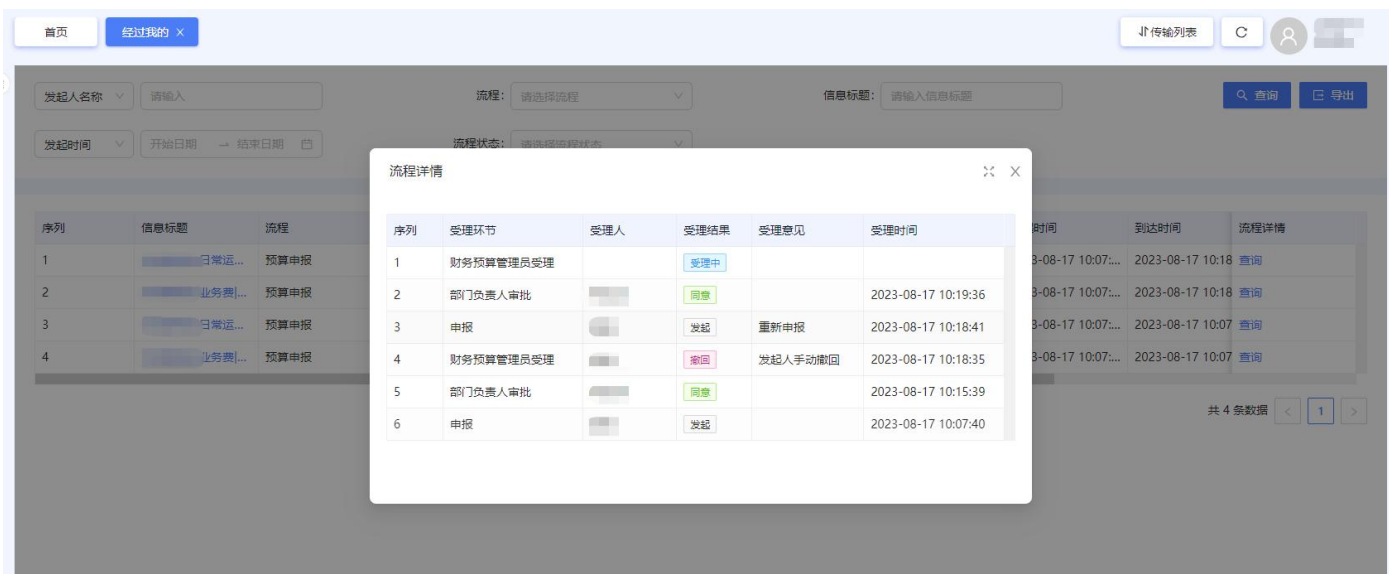 首页 经过我的 X 传输列表
发起人名称 请输入 流程： 请选择流程 信息标题： 请输入信息标题 查询 导出
发起时间 开始日期 → 结束日期 流程状态： 请选择流程状态
流程详情
序列 信息标题 流程 时间 到达时间 流程详情
1 日常运... 预算申报 3-08-17 10:07:... 2023-08-17 10:18 查询
2 业务费|... 预算申报 3-08-17 10:07:... 2023-08-17 10:18 查询
3 日常运... 预算申报 3-08-17 10:07:... 2023-08-17 10:07 查询
4 业务费|... 预算申报 3-08-17 10:07:... 2023-08-17 10:07 查询
共 4 条数据 < 1 >
序列 受理环节 受理人 受理结果 受理意见 受理时间
1 财务预算管理员受理 受理中
2 部门负责人审批 同意 2023-08-17 10:19:36
3 申报 发起 重新申报 2023-08-17 10:18:41
4 财务预算管理员受理 撤回 发起人手动撤回 2023-08-17 10:18:35
5 部门负责人审批 同意 2023-08-17 10:15:39
6 申报 发起 2023-08-17 10:07:40